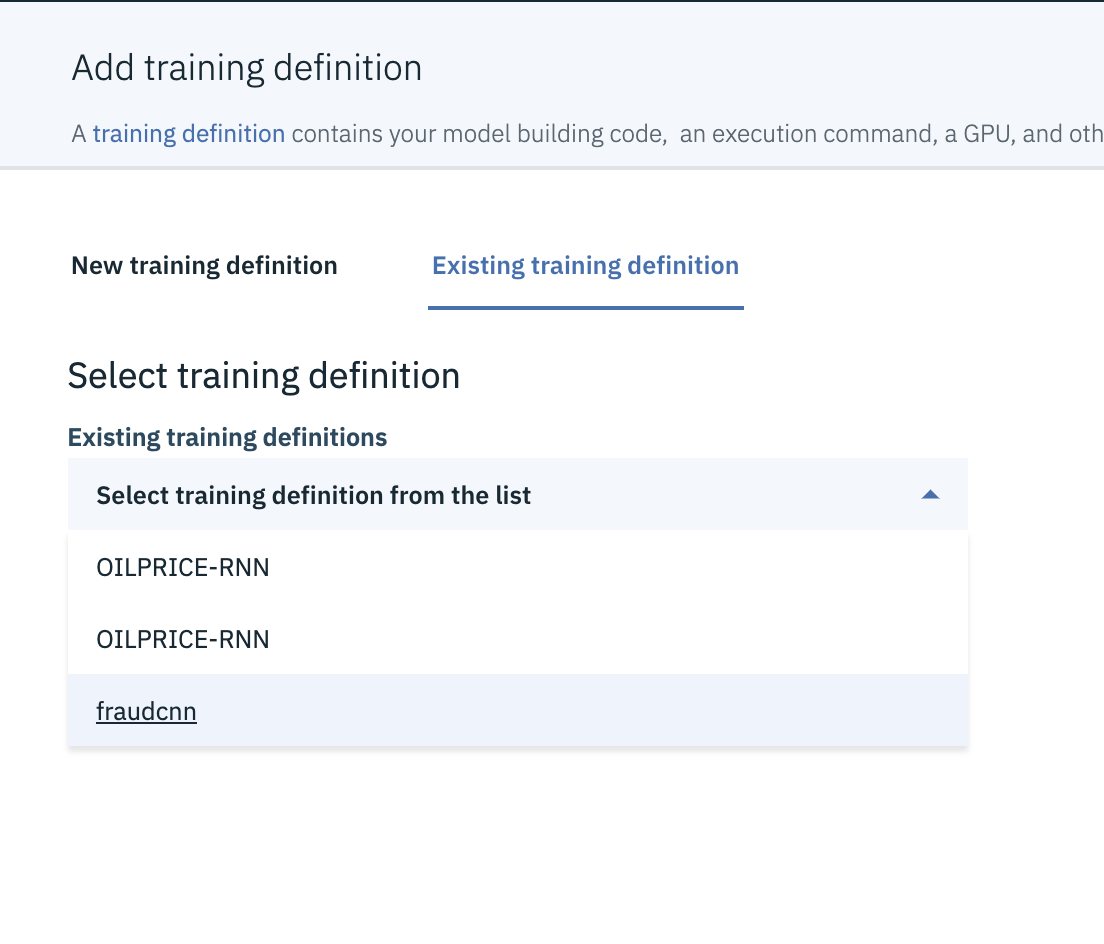 Add training definition
A training definition contains your model building code,  an execution command, a GPU, and
New training definition
Existing training definition
Select training definition
Existing training definitions
Select training definition from the list
OILPRICE-RNN
OILPRICE-RNN
fraudcnn